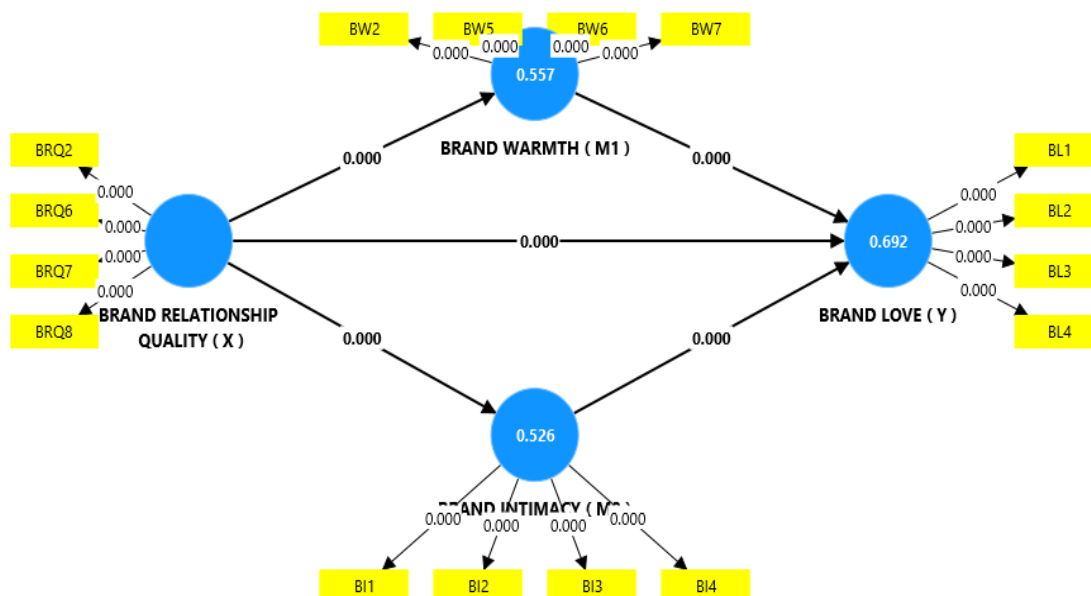 BW2 BW5 BW6 BW7
0.000 0.000 0.000 0.000
0.557
BRAND WARMTH ( M1 )
BRQ2
BRQ6
BRQ7
BRQ8
0.000
0.000
0.000
0.000
BRAND RELATIONSHIP
QUALITY ( X )
0.000
0.000
0.000
0.000
0.000
BL1
BL2
BL3
BL4
0.000
0.000
0.000
0.000
0.692
BRAND LOVE ( Y )
0.526
BRAND INTIMACY
0.000 0.000 0.000 0.000
BI1 BI2 BI3 BI4